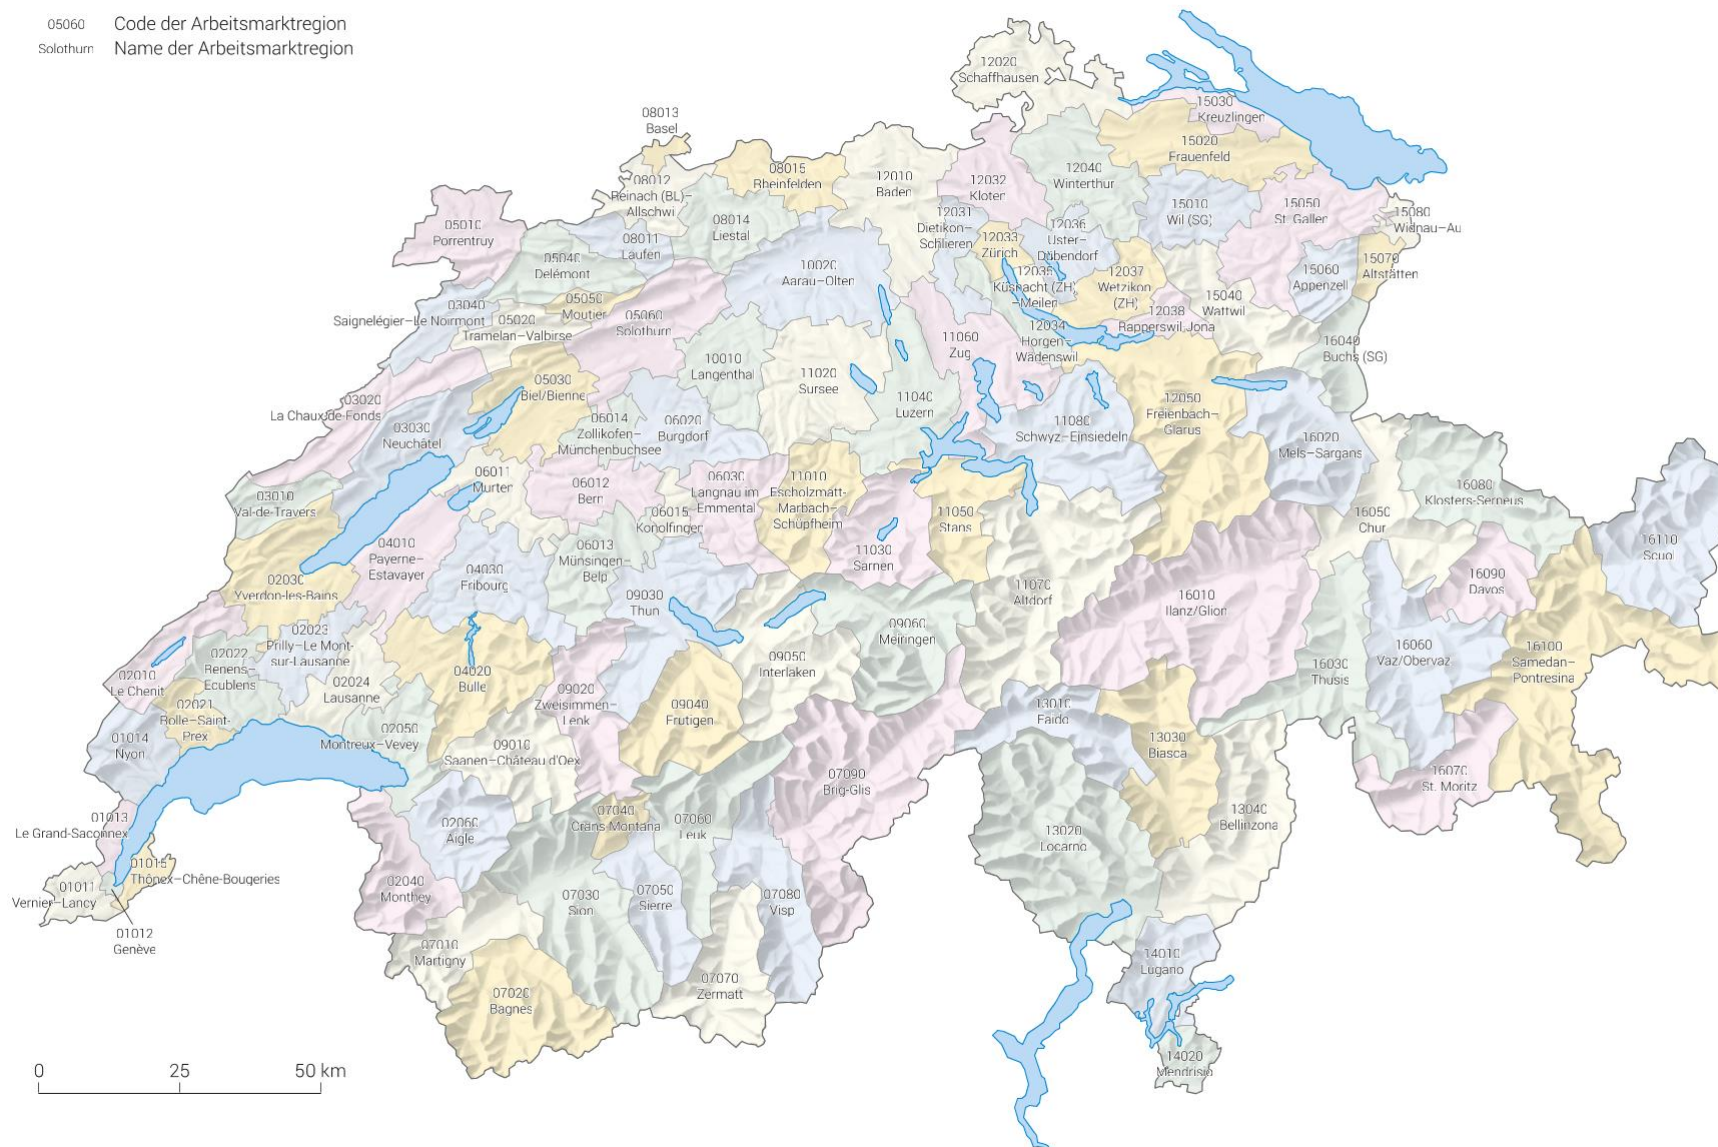 05060 Code der Arbeitsmarktregion
Solothurn Name der Arbeitsmarktregion
12020
Schaffhausen
15030
Kreuzlingen
08013
Basel
15020
Frauenfeld
08015
Rheinfelden
12010
Baden
12032
Kloten
12040
Winterthur
08012
Reinach (BL)–
Allschwil
15010
Wil (SG)
15050
St. Gallen
15080
Widnau–Au
05010
Porrentruy
08014
Liestal
12031
Dietikon–
Schlieren
12036
Uster–
Dübendorf
08011
Laufen
12033
Zürich
05040
Delémont
10020
Aarau–Olten
12035
Küsnacht (ZH)
–Meilen
12037
Wetzikon
(ZH)
15060
Appenzell
15070
Altstätten
03040
Saignelégier–Le Noirmont
05050
Moutier
05020
Tramelan–Valbirse
05060
Solothurn
12034
Horgen–
Wädenswil
12038
Rapperswil-Jona
15040
Wattwil
16040
Buchs (SG)
11060
Zug
10010
Langenthal
11020
Sursee
05030
Biel/Bienne
03020
La Chaux-de-Fonds
11040
Luzern
12050
Freienbach–
Glarus
03030
Neuchâtel
06014
Zollikofen–
Münchenbuchsee
06020
Burgdorf
11080
Schwyz–Einsiedeln
16020
Mels–Sargans
06011
Murten
06012
Bern
06030
Langnau im
Emmental
11010
Escholzmatt-
Marbach–
Schüpfheim
16080
Klosters-Serneus
03010
Val-de-Travers
06015
Konolfingen
11050
Stans
16050
Chur
04010
Payerne–
Estavayer
06013
Münsingen–
Belp
11030
Sarnen
16110
Scuol
02030
Yverdon-les-Bains
04030
Fribourg
09030
Thun
11070
Altdorf
16010
Ilanz/Glion
16090
Davos
02023
Prilly–Le Mont-
sur-Lausanne
09060
Meiringen
16060
Vaz/Obervaz
16100
Samedan–
Pontresina
02010
Le Chenit
02022
Renens–
Ecublens
09050
Interlaken
16030
Thusis
04020
Bulle
02024
Lausanne
09020
Zweisimmen–
Lenk
02021
Rolle–Saint-
Prex
09040
Frutigen
13010
Faido
01014
Nyon
02050
Montreux–Vevey
09010
Saanen–Château d'Oex
13030
Biasca
07090
Brig-Glis
16070
St. Moritz
01013
Le Grand-Saconnex
02060
Aigle
07040
Crans-Montana
07060
Leuk
13040
Bellinzona
13020
Locarno
01015
Thônex–Chêne-Bougeries
01011
Vernier–Lancy
02040
Monthey
07030
Sion
07050
Sierre
07080
Visp
01012
Genève
07010
Martigny
14010
Lugano
07070
Zermatt
07020
Bagnes
14020
Mendrisio
0 25 50 km